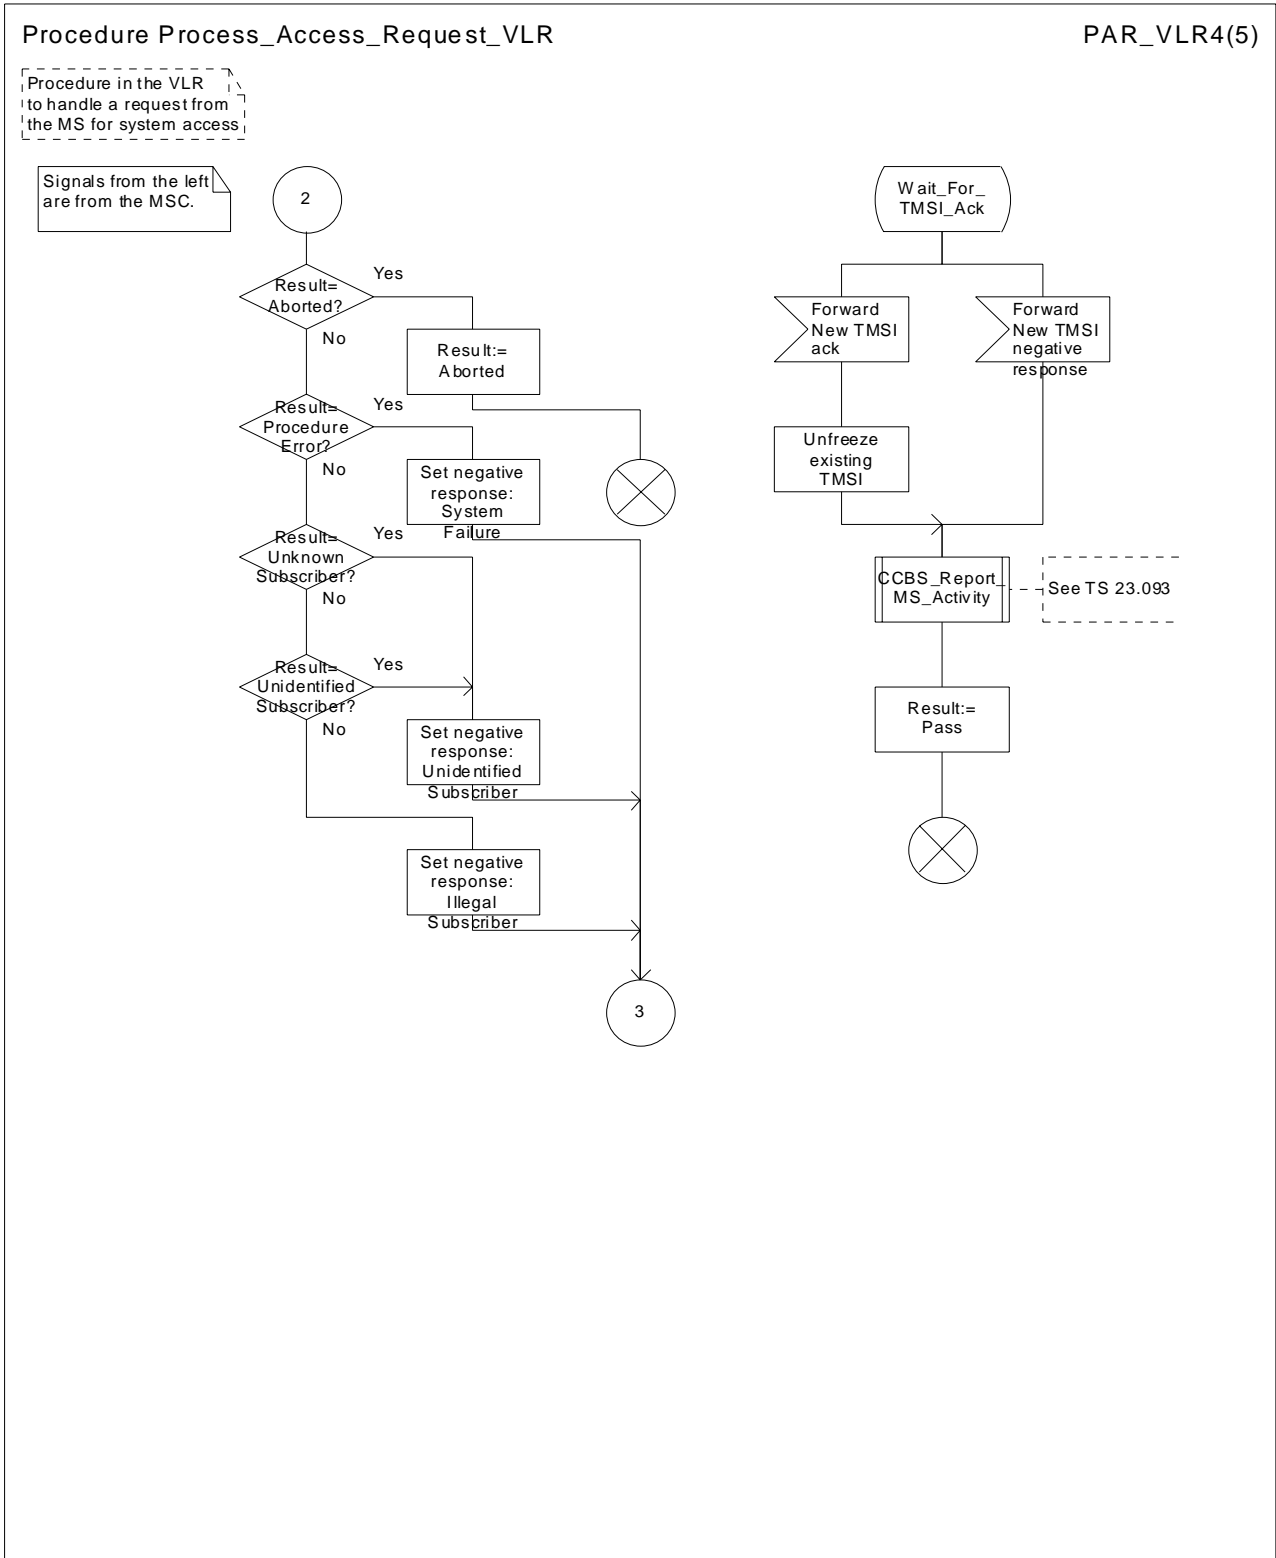 Procedure Process_Access_Request_VLR
PAR_VLR4(5)
Procedure in the VLR
to handle a request from
the MS for system access
Signals from the left
are from the MSC.
2
Result=
Aborted?
Yes
No
Result:=
Aborted
Result=
Procedure
Error?
Yes
No
Set negative
response:
System
Failure
Result=
Unknown
Subscriber?
Yes
No
Result=
Unidentified
Subscriber?
Yes
No
Set negative
response:
Unidentified
Subscriber
Set negative
response:
Illegal
Subscriber
3
Wait_For_
TMSI_Ack
Forward
New TMSI
ack
Forward
New TMSI
negative
response
Unfreeze
existing
TMSI
CCBS_Report_
MS_Activity
See TS 23.093
Result:=
Pass